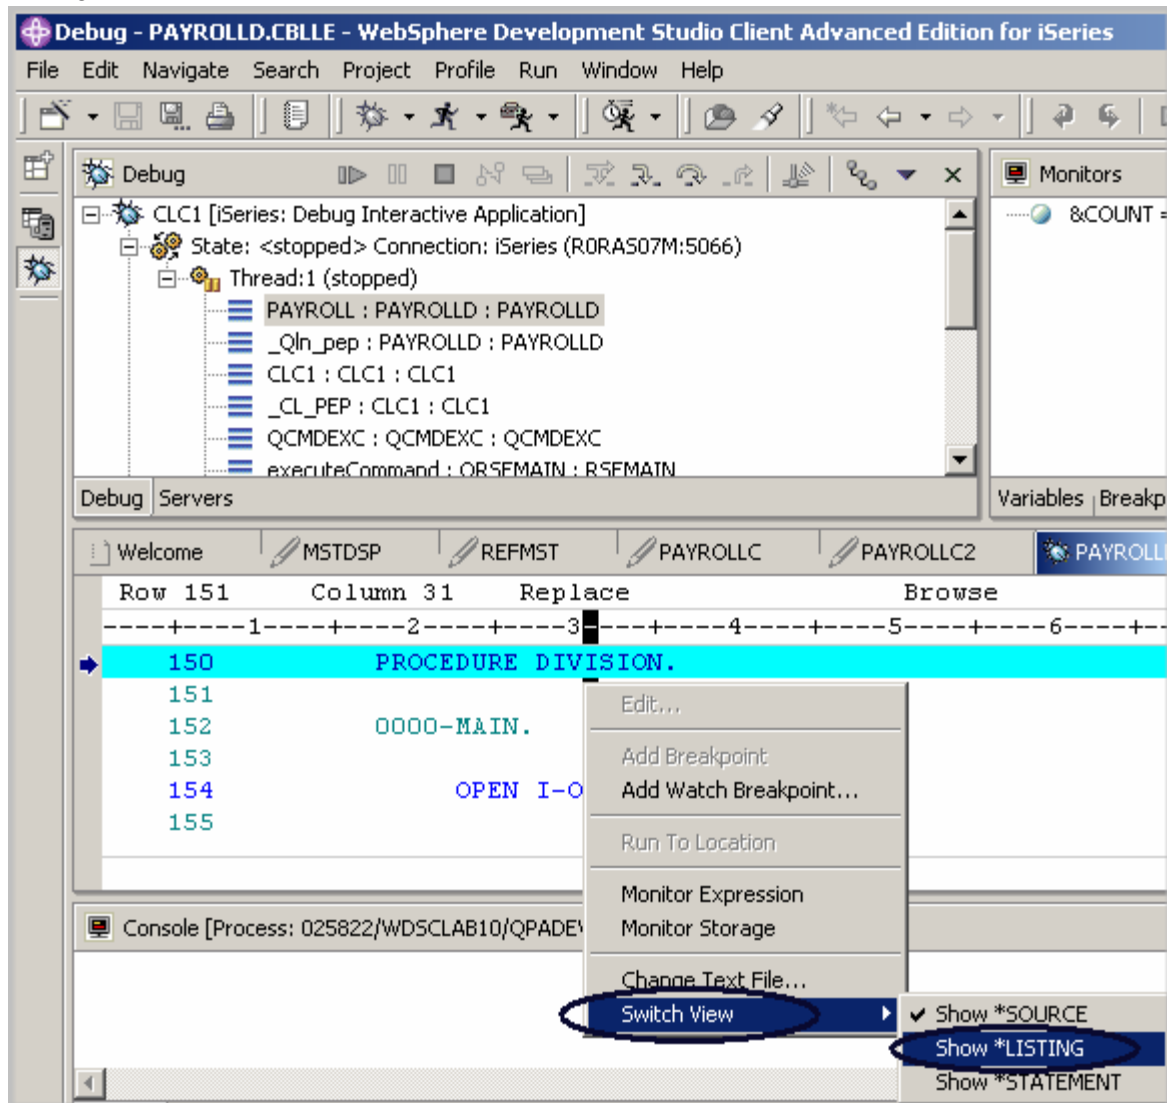 Debug - PAYROLLD.CBLLE - WebSphere Development Studio Client Advanced Edition for iSeries
File Edit Navigate Search Project Profile Run Window Help
Debug
CLC1 [iSeries: Debug Interactive Application]
State: <stopped> Connection: iSeries (R0RAS07M:5066)
Thread:1 (stopped)
PAYROLL : PAYROLLD : PAYROLLD
_Qln_pep : PAYROLLD : PAYROLLD
CLC1 : CLC1 : CLC1
_CL_PEP : CLC1 : CLC1
QCMDEXC : QCMDEXC : QCMDEXC
executeCommand : QRSEMAIN : RSEMAIN
Debug Servers
Monitors
&COUNT =
Variables Breakp
Welcome MSTDSP REFMST PAYROLLC PAYROLLC2 PAYROLL
Row 151 Column 31 Replace Browse
----+----1----+----2----+----3----+----4----+----5----+----6----+--
150 PROCEDURE DIVISION.
151
152 0000-MAIN.
153
154 OPEN I-O
155
Edit...
Add Breakpoint
Add Watch Breakpoint...
Run To Location
Monitor Expression
Monitor Storage
Change Text File...
Switch View
Show *SOURCE
Show *LISTING
Show *STATEMENT
Console [Process: 025822/WDSCLAB10/QPADEV